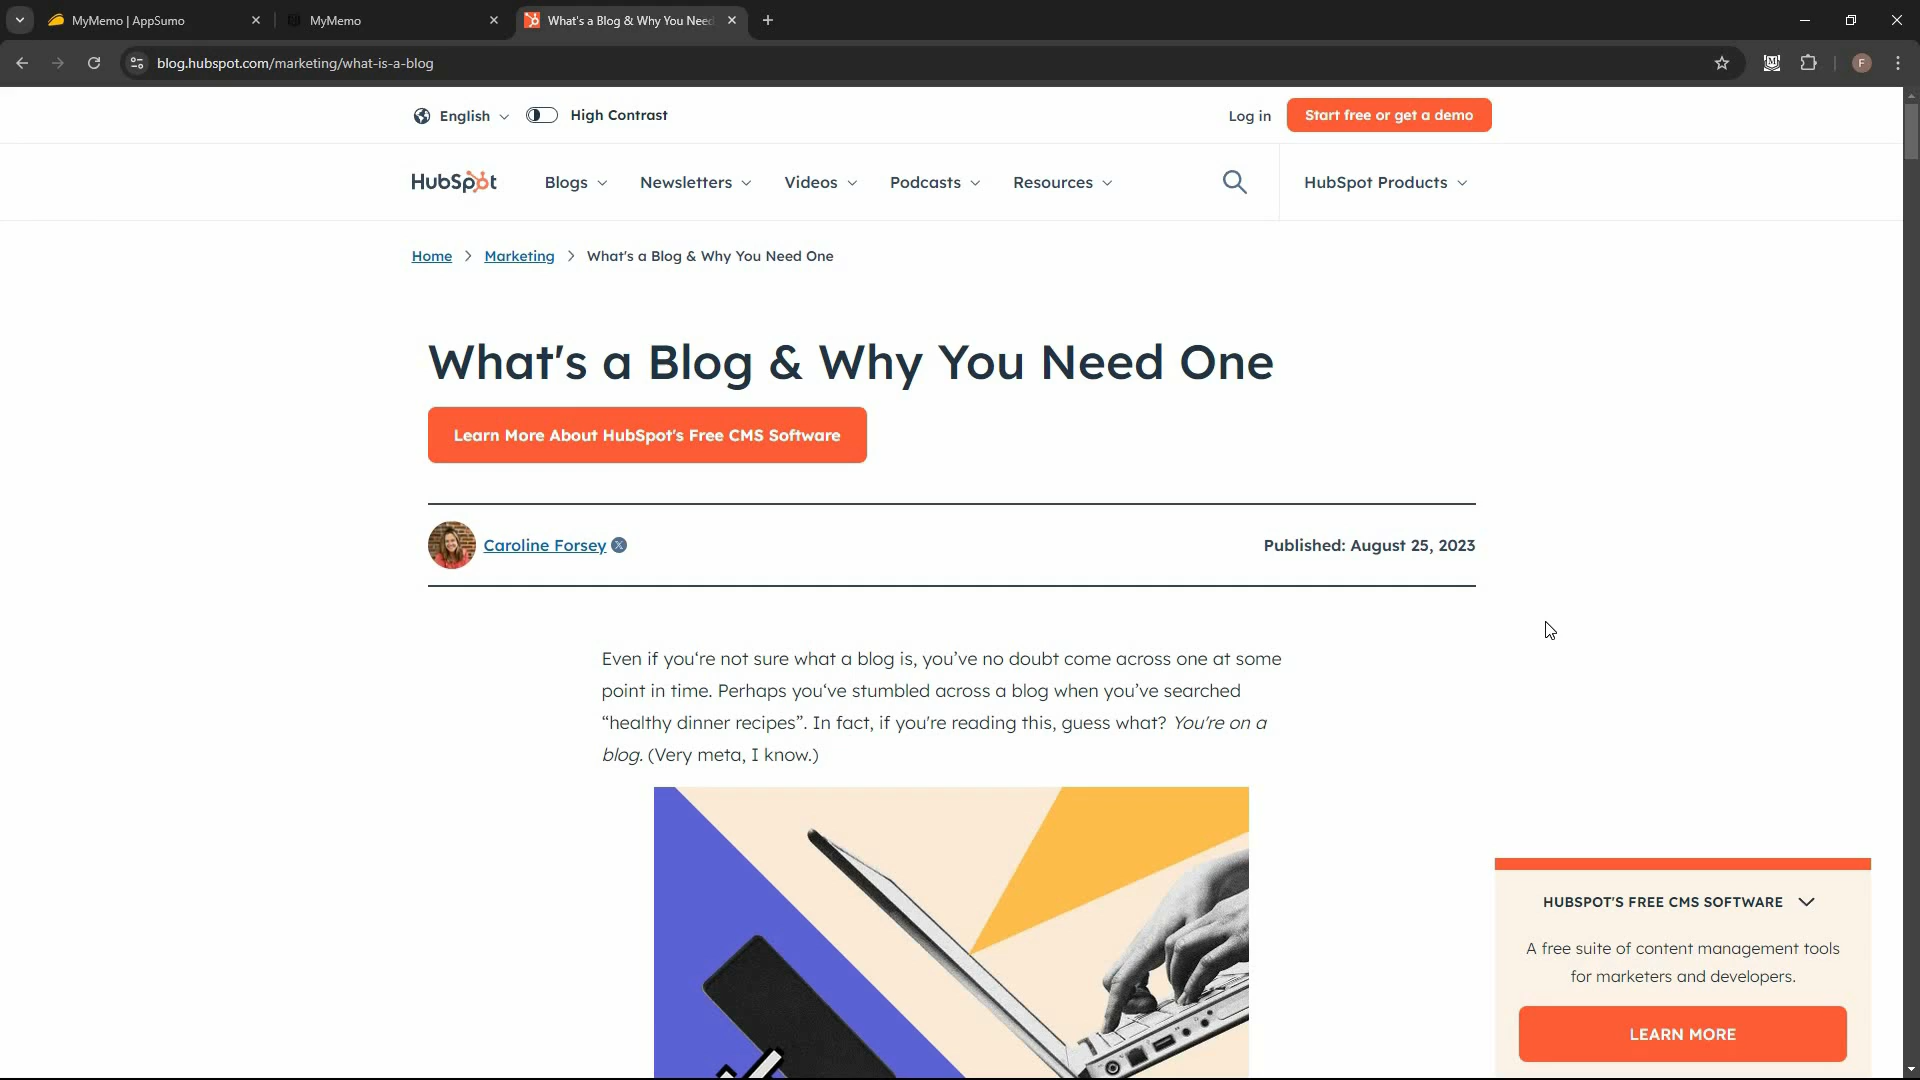 MyMemo | AppSumo
MyMemo
What's a Blog & Why You Need
blog.hubspot.com/marketing/what-is-a-blog
F
English
High Contrast
Log in
Start free or get a demo
HubSpot
Blogs
Newsletters
Videos
Podcasts
Resources
HubSpot Products
Home > Marketing > What's a Blog & Why You Need One
What's a Blog & Why You Need One
Learn More About HubSpot's Free CMS Software
Caroline Forsey
Published: August 25, 2023
Even if you‘re not sure what a blog is, you’ve no doubt come across one at some
point in time. Perhaps you‘ve stumbled across a blog when you’ve searched
“healthy dinner recipes”. In fact, if you're reading this, guess what? You're on a
blog. (Very meta, I know.)
HUBSPOT'S FREE CMS SOFTWARE
A free suite of content management tools
for marketers and developers.
LEARN MORE